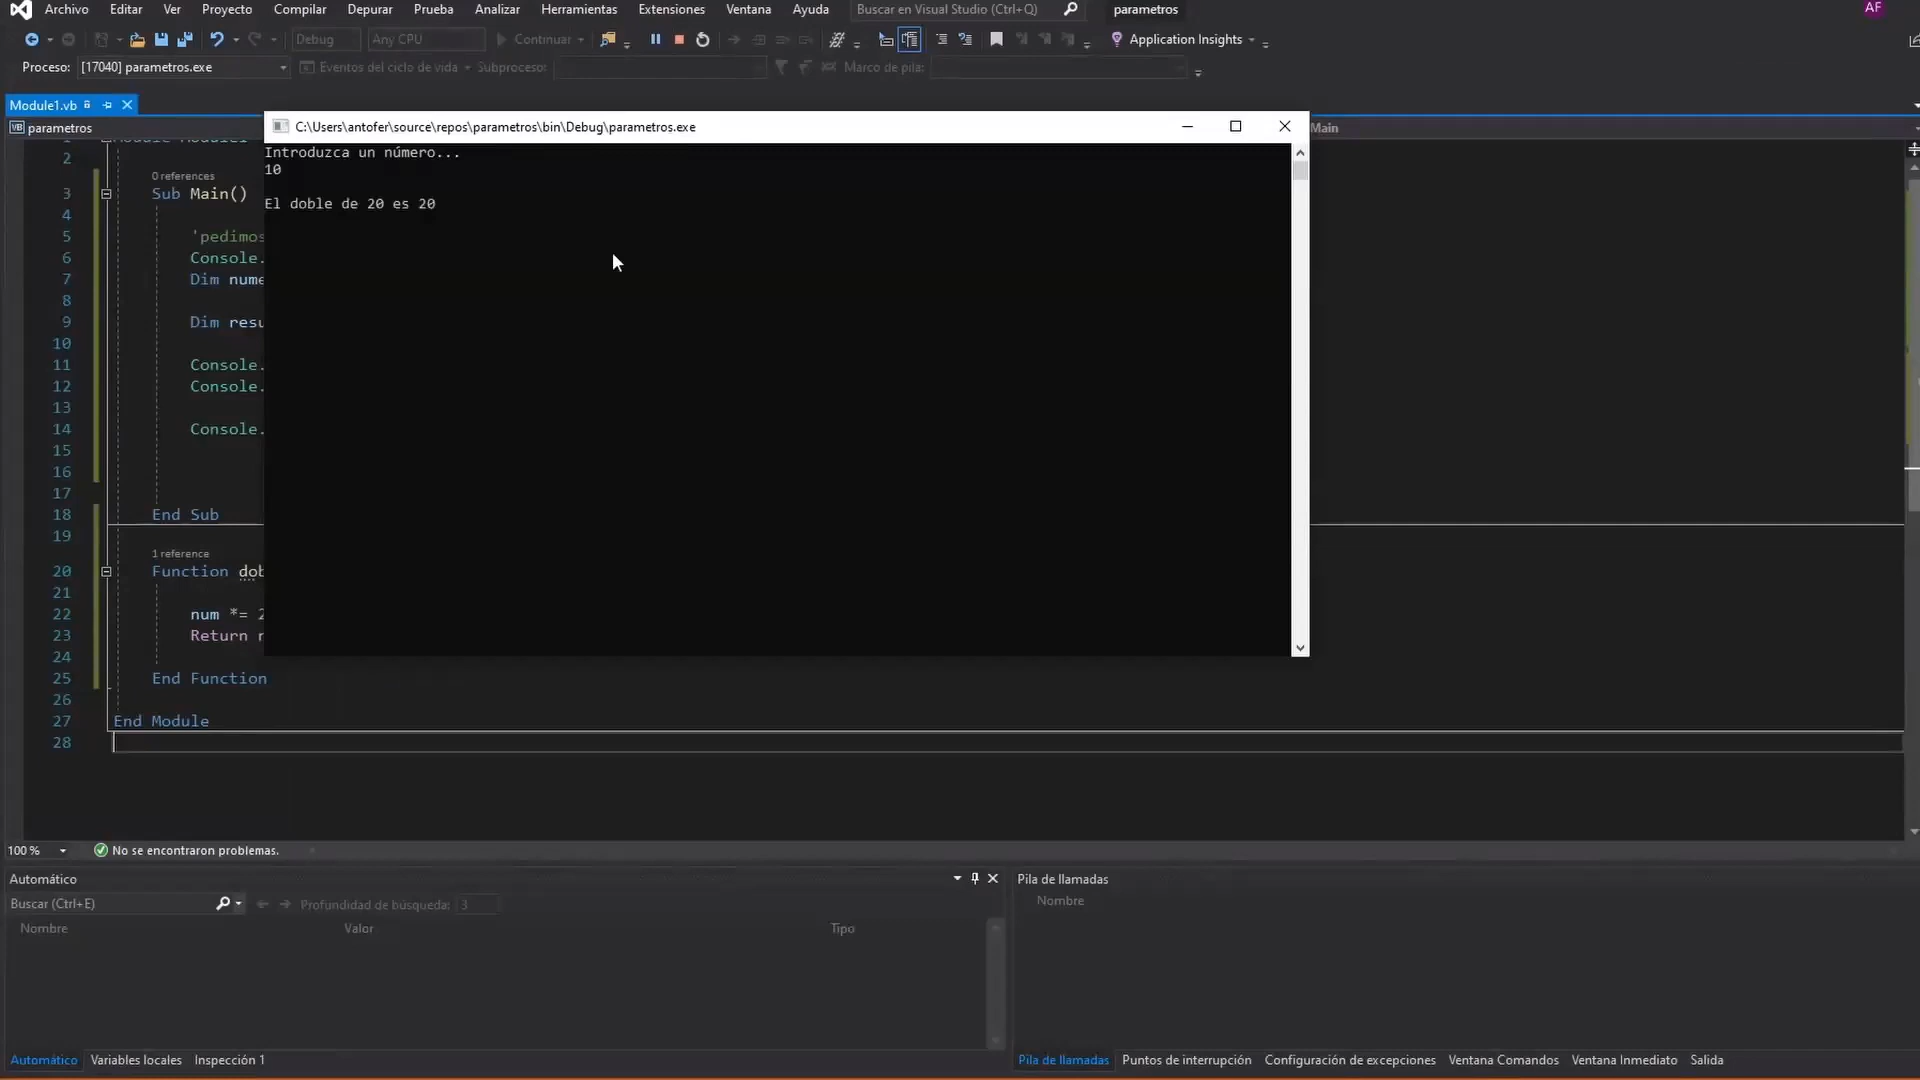 Archivo Editar Ver Proyecto Compilar Depurar Prueba Analizar Herramientas Extensiones Ventana Ayuda Buscar en Visual Studio (Ctrl+Q) parametros AF
Debug Any CPU Continuar Application Insights
Proceso: [17040] parametros.exe Eventos del ciclo de vida Subproceso: Marco de pila:
Module1.vb
VB parametros Main
C:\Users\antofer\source\repos\parametros\bin\Debug\parametros.exe
Introduzca un número...
10
El doble de 20 es 20
2
0 references
3 Sub Main()
4
5 'pedimos
6 Console.
7 Dim nume
8
9 Dim resu
10
11 Console.
12 Console.
13
14 Console.
15
16
17
18 End Sub
19
1 reference
20 Function dob
21
22 num *= 2
23 Return
24
25 End Function
26
27 End Module
28
100 % No se encontraron problemas.
Automático
Buscar (Ctrl+E) Profundidad de búsqueda: 3
Nombre Valor Tipo
Automático Variables locales Inspección 1
Pila de llamadas
Nombre
Pila de llamadas Puntos de interrupción Configuración de excepciones Ventana Comandos Ventana Inmediato Salida